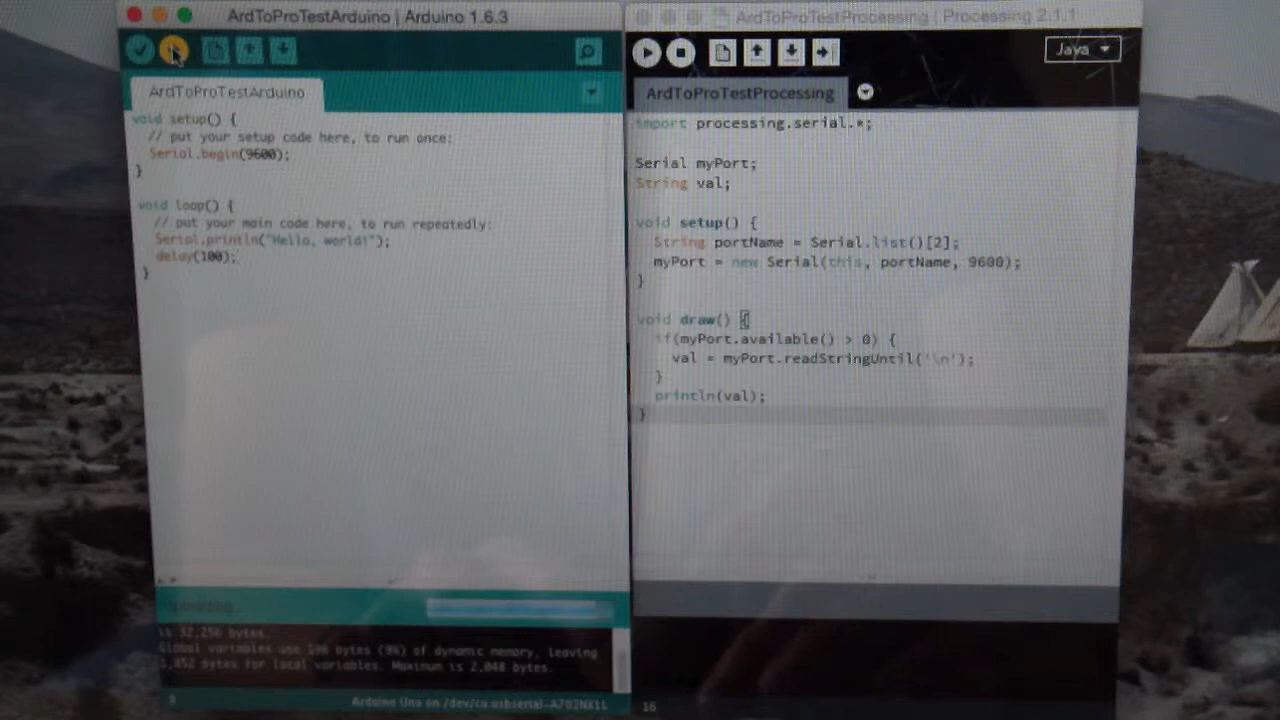 ArdToProTestArduino | Arduino 1.6.3
ArdToProTestArduino
void setup() {
// put your setup code here, to run once:
Serial.begin(9600);
}
void loop() {
// put your main code here, to run repeatedly:
Serial.println("Hello, world!");
delay(100);
}
Uploading...
is 32,256 bytes.
Global variables use 196 bytes (9%) of dynamic memory, leaving
1,852 bytes for local variables. Maximum is 2,048 bytes.
9
Arduino Uno on
ArdToProTestProcessing | Processing 2.1.1
Java
ArdToProTestProcessing
import processing.serial.*;
Serial myPort;
String val;
void setup() {
String portName = Serial.list()[2];
myPort = new Serial(this, portName, 9600);
}
void draw() {
if(myPort.available() > 0) {
val = myPort.readStringUntil('\n');
}
println(val);
}
16